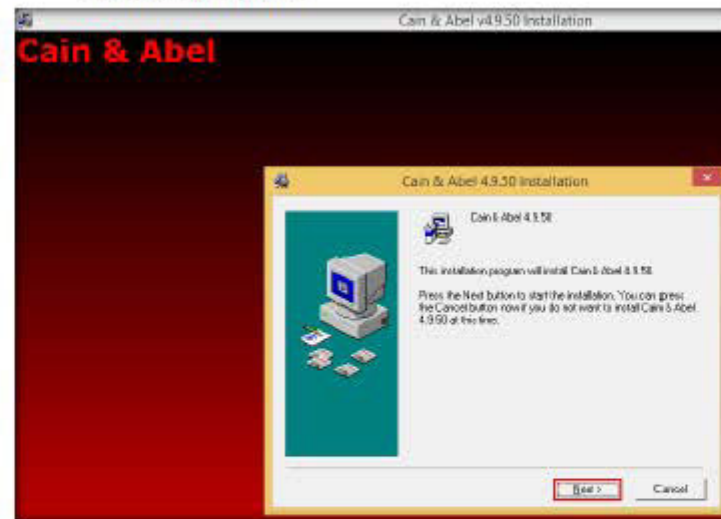 Cain & Abel v4.9.50 Installation
Cain & Abel
Cain & Abel 4.9.50 Installation
Cain & Abel 4.9.50
This installation program will install Cain & Abel 4.9.50.
Press the Next button to start the installation. You can press
the Cancel button now if you do not want to install Cain & Abel
4.9.50 at this time.
Next >
Cancel